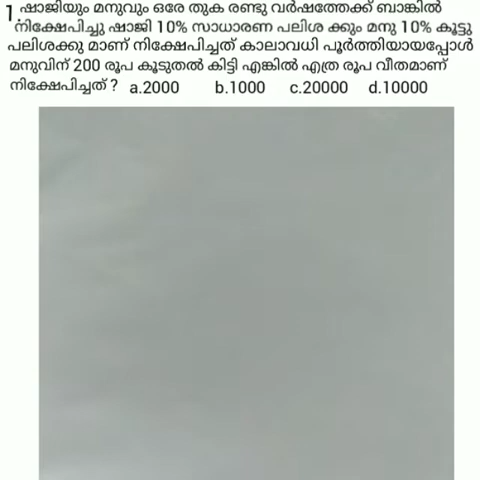 1. ഷാജിയും മനുവും ഒരേ തുക രണ്ടു വർഷത്തേക്ക് ബാങ്കിൽ
നിക്ഷേപിച്ചു ഷാജി 10% സാധാരണ പലിശ ക്കും മനു 10% കൂട്ടു
പലിശക്കു മാണ് നിക്ഷേപിച്ചത് കാലാവധി പൂർത്തിയായപ്പോൾ
മനുവിന് 200 രൂപ കൂടുതൽ കിട്ടി എങ്കിൽ എത്ര രൂപ വീതമാണ്
നിക്ഷേപിച്ചത് ? a.2000 b.1000 c.20000 d.10000